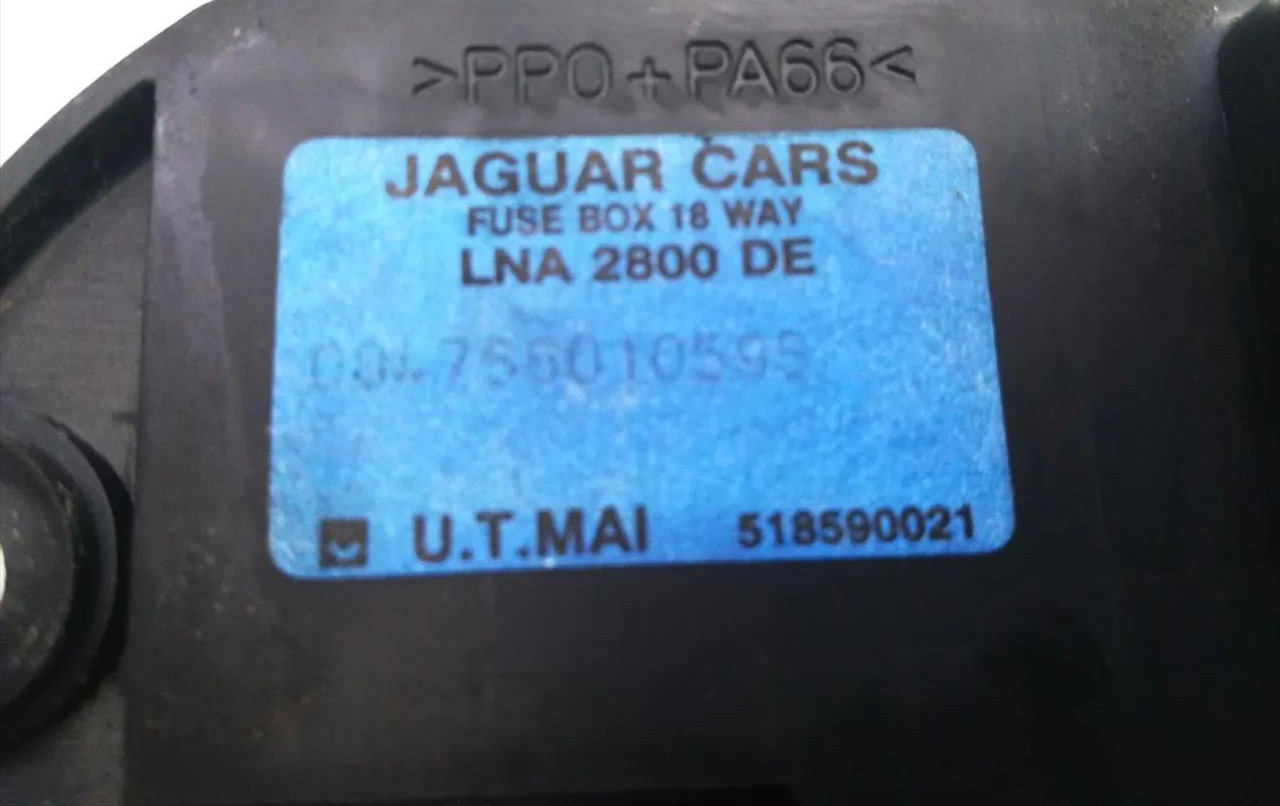 >PPO+PA66<
JAGUAR CARS
FUSE BOX 18 WAY
LNA 2800 DE
U.T.MAI 518590021